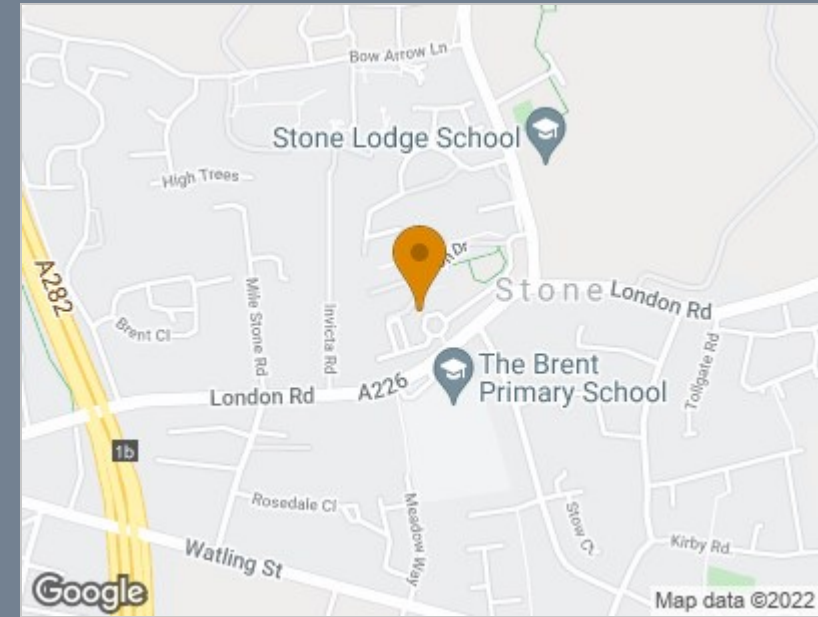 Bow Arrow Ln
Stone Lodge School
High Trees
Dr
A282
Mile Stone Rd
Invicta Rd
Brent Cl
Stone
London Rd
Tollgate Rd
The Brent
Primary School
London Rd
A226
1b
Rosedale Cl
Meadow Way
Stow
Kirby Rd
Watling St
Google
Map data ©2022